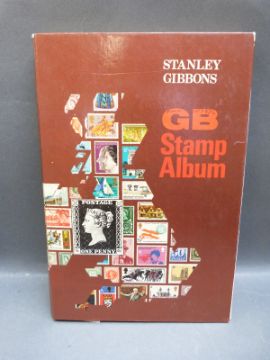 STANLEY
GIBBONS
GB
Stamp
Album
POSTAGE
ONE PENNY